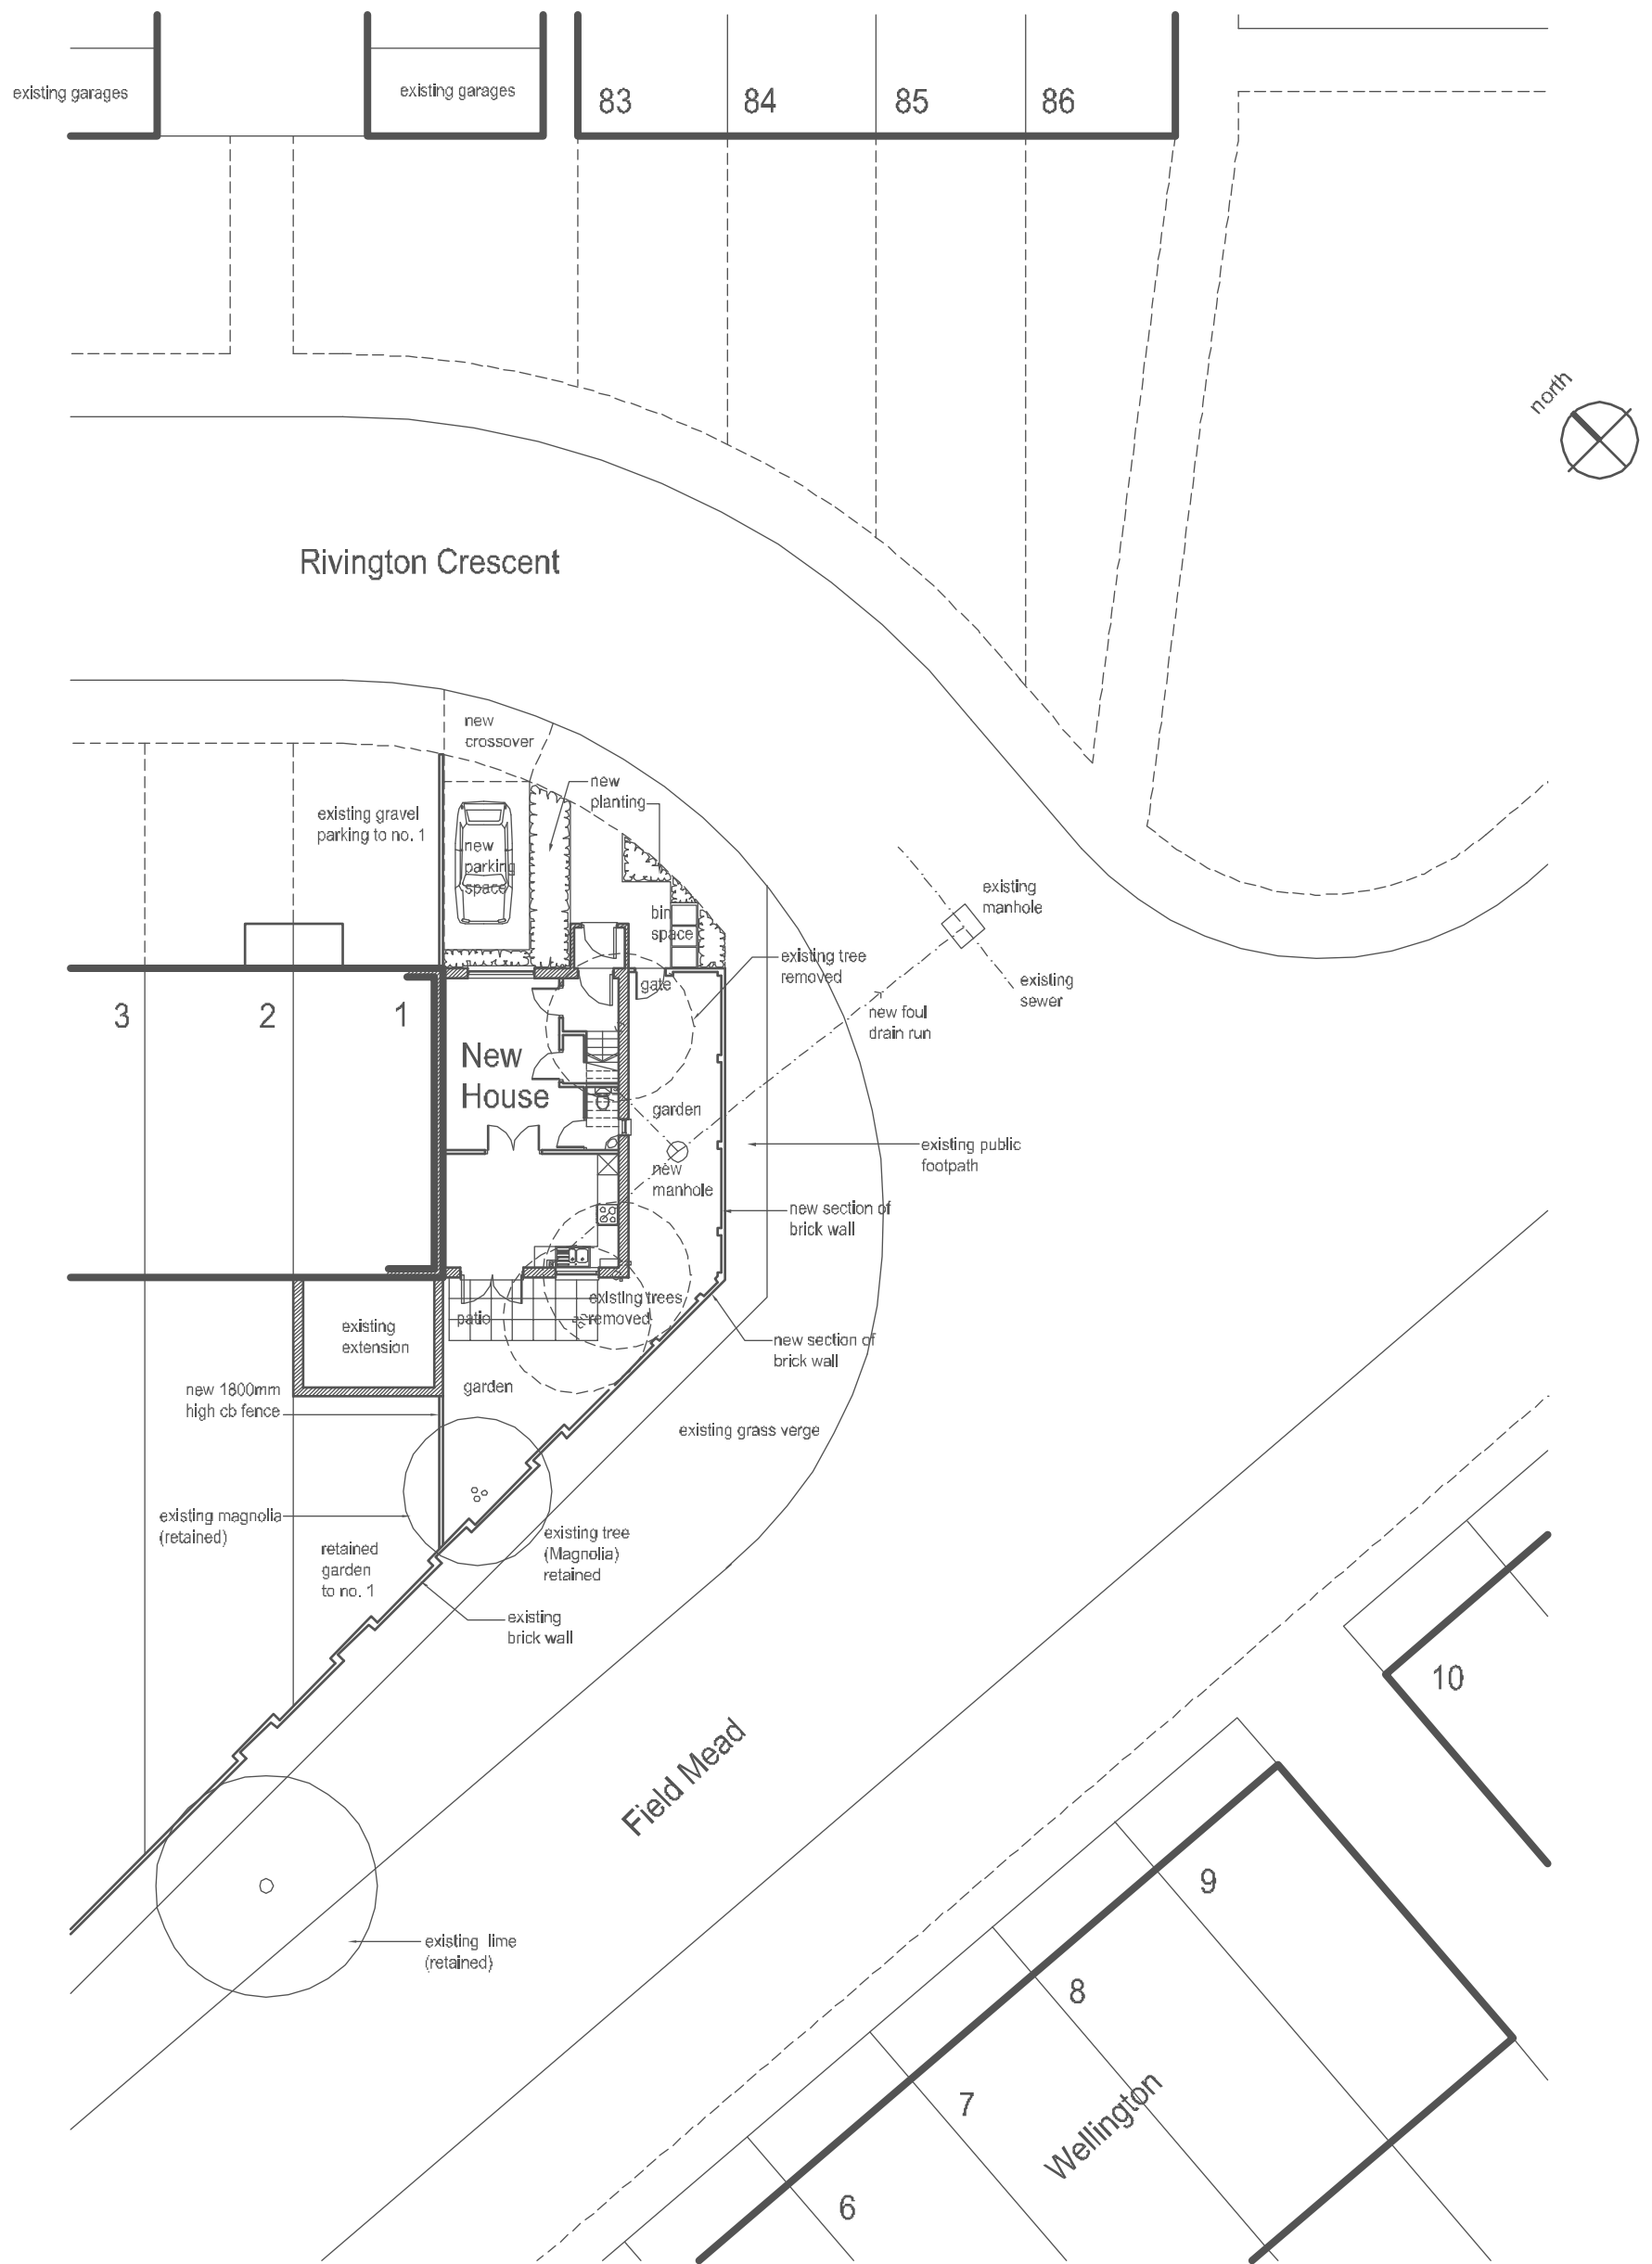 existing garages
existing garages
83
84
85
86
north
Rivington Crescent
new
crossover
new
planting
existing gravel
parking to no. 1
new
parking
space
existing
manhole
bin
space
existing tree
removed
existing
sewer
gate
new foul
drain run
3
2
1
New
House
garden
existing public
footpath
new
manhole
new section of
brick wall
existing trees
removed
patio
existing
extension
new section of
brick wall
new 1800mm
high cb fence
garden
existing grass verge
existing magnolia
(retained)
existing tree
(Magnolia)
retained
retained
garden
to no. 1
existing
brick wall
10
Field Mead
9
existing lime
(retained)
8
7
Wellington
6